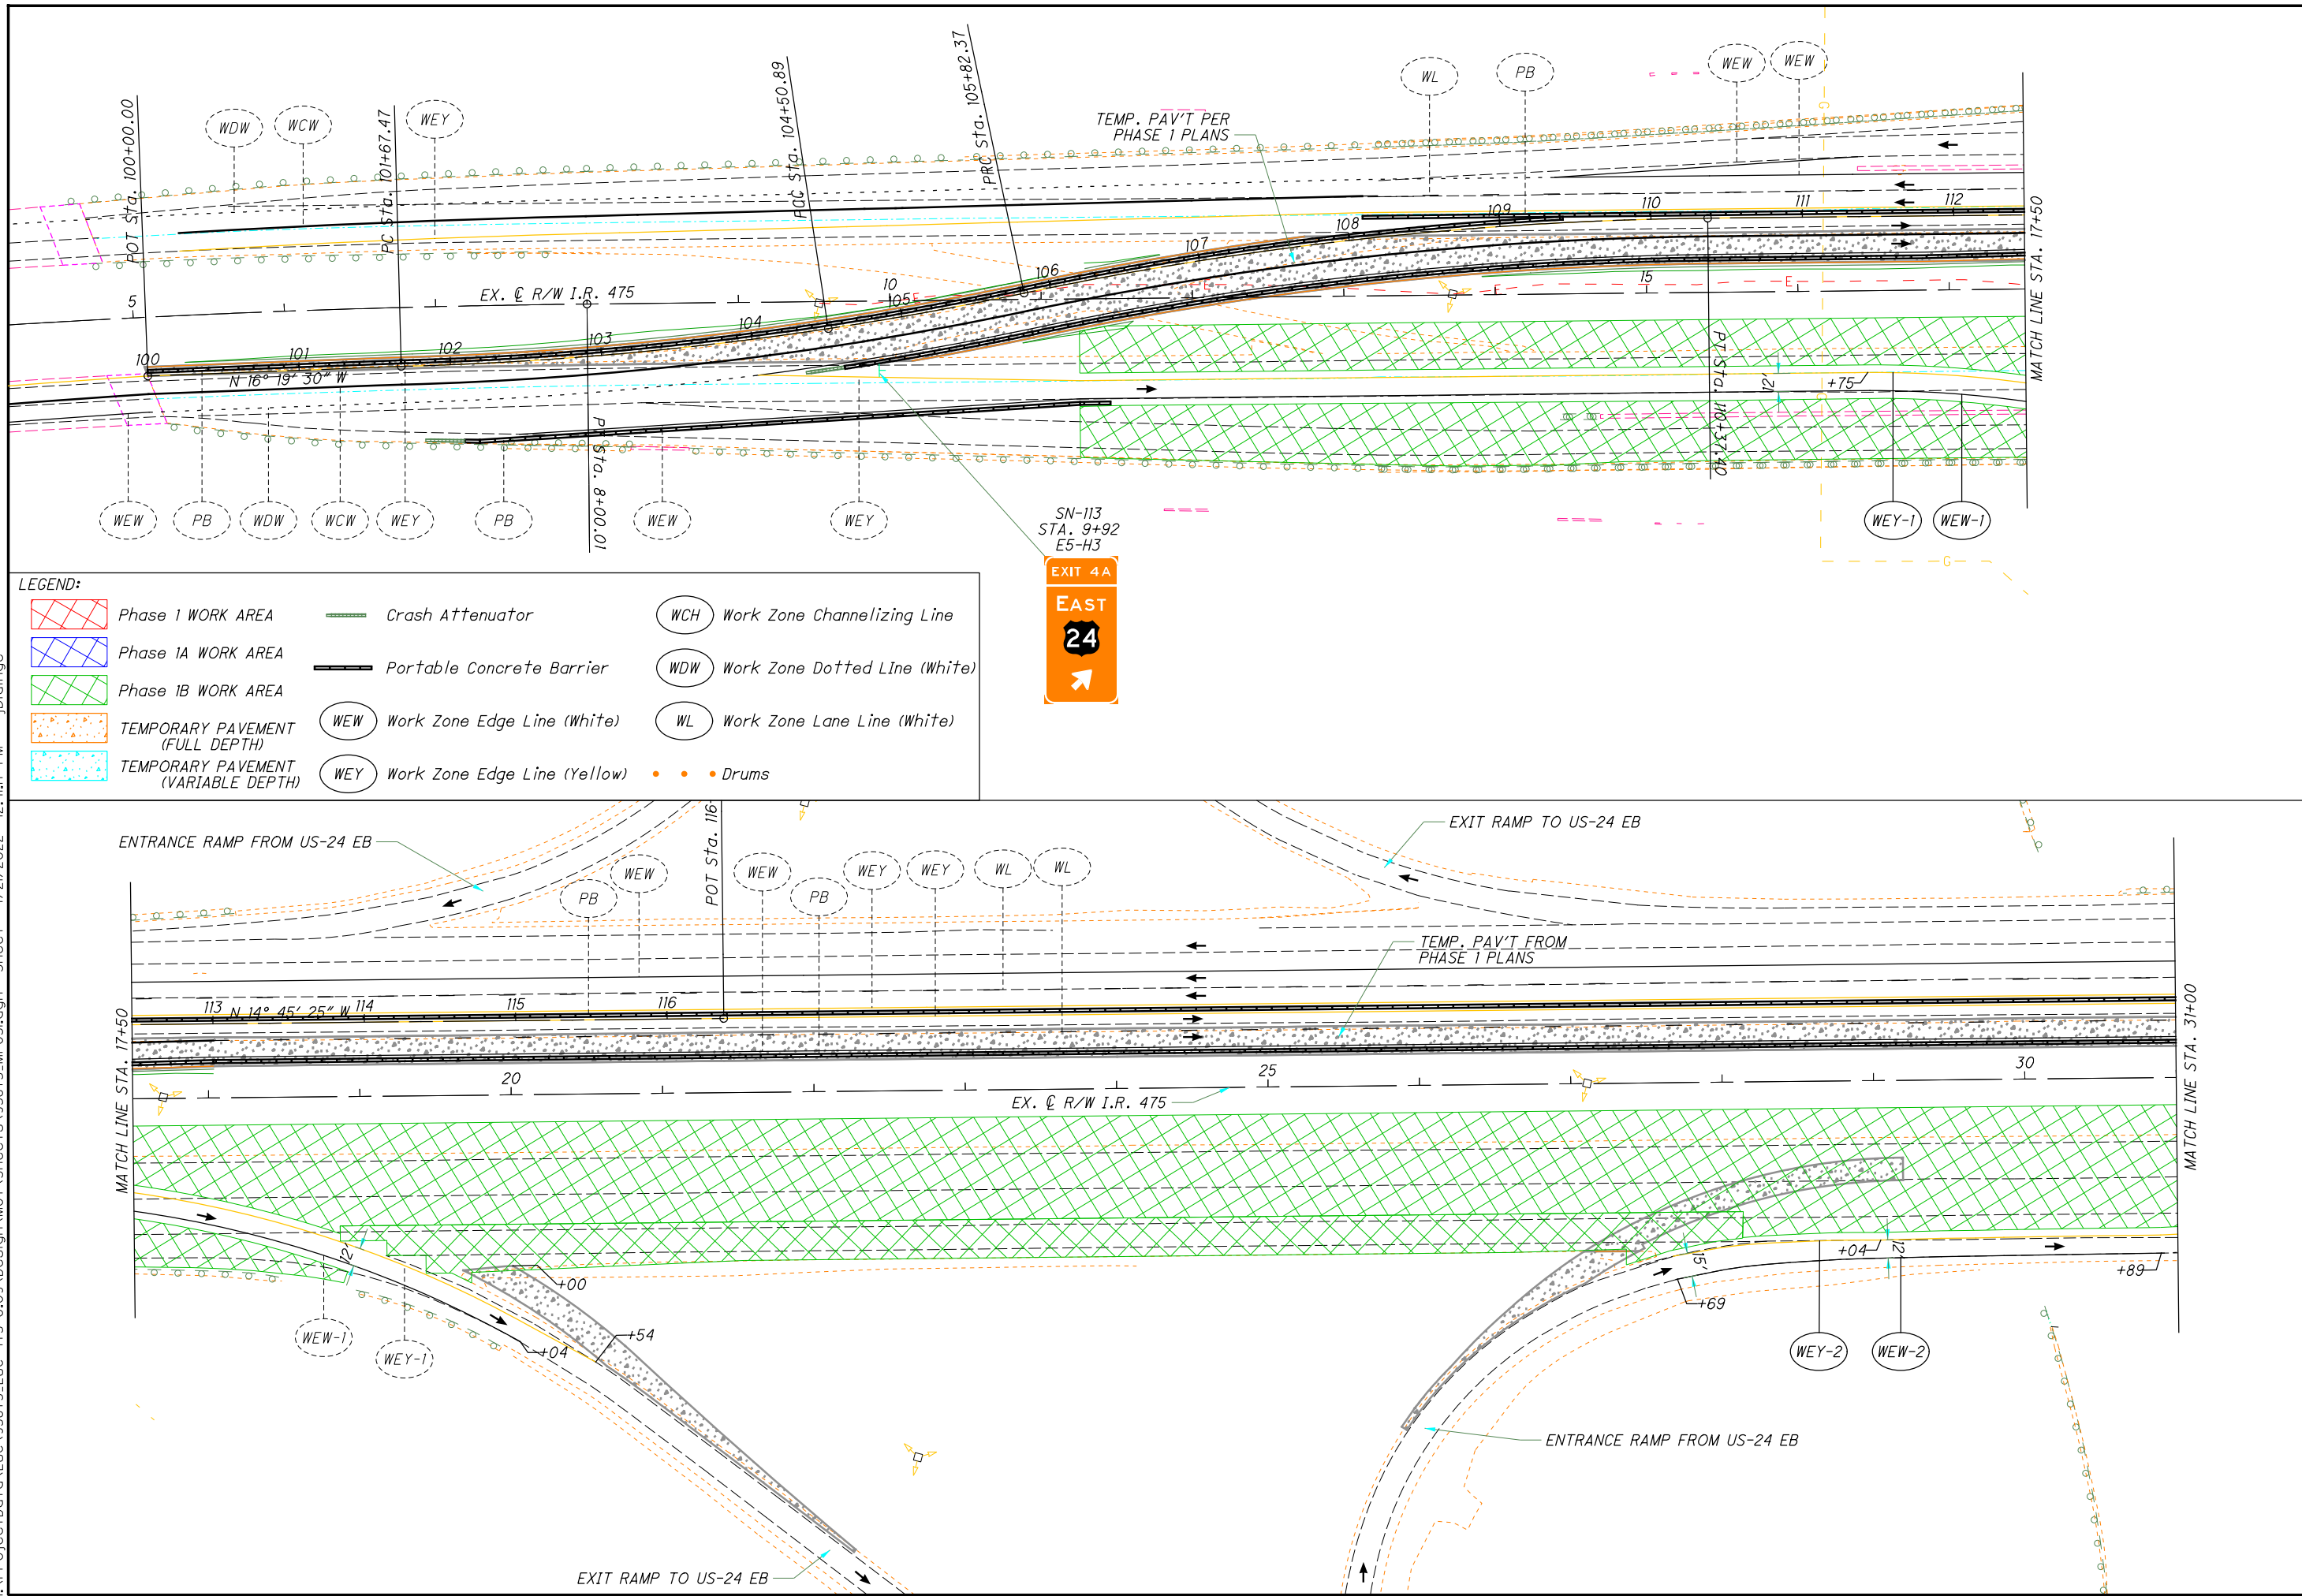 POT Sta. 100+00.00
WDW
WCW
PC Sta. 101+67.47
WEY
PCC Sta. 104+50.89
PRC Sta. 105+82.37
TEMP. PAV'T PER
PHASE 1 PLANS
WL
PB
WEW
WEW
G
G
G
5
EX. ℄ R/W I.R. 475
10
15
100
101
102
103
104
105
106
107
108
109
110
111
112
E
E
E
E
N 16° 19' 30" W
12'
+75
PT Sta. 110+37.40
MATCH LINE STA. 17+50
Sta. 8+00.01
WEW
PB
WDW
WCW
WEY
PB
WEW
WEY
WEY-1
WEW-1
SN-113
STA. 9+92
E5-H3
EXIT 4A
EAST
24
LEGEND:
Phase 1 WORK AREA
Phase 1A WORK AREA
Phase 1B WORK AREA
TEMPORARY PAVEMENT
(FULL DEPTH)
TEMPORARY PAVEMENT
(VARIABLE DEPTH)
Crash Attenuator
Portable Concrete Barrier
WEW Work Zone Edge Line (White)
WEY Work Zone Edge Line (Yellow)
WCH Work Zone Channelizing Line
WDW Work Zone Dotted LIne (White)
WL Work Zone Lane Line (White)
Drums
ENTRANCE RAMP FROM US-24 EB
POT Sta. 116
EXIT RAMP TO US-24 EB
PB
WEW
WEW
PB
WEY
WEY
WL
WL
TEMP. PAV'T FROM
PHASE 1 PLANS
MATCH LINE STA. 17+50
113
N 14° 45' 25" W
114
115
116
MATCH LINE STA. 31+00
20
25
30
EX. ℄ R/W I.R. 475
12'
+00
+54
+04
WEW-1
WEY-1
15'
+69
+04
12'
+89
WEY-2
WEW-2
ENTRANCE RAMP FROM US-24 EB
EXIT RAMP TO US-24 EB